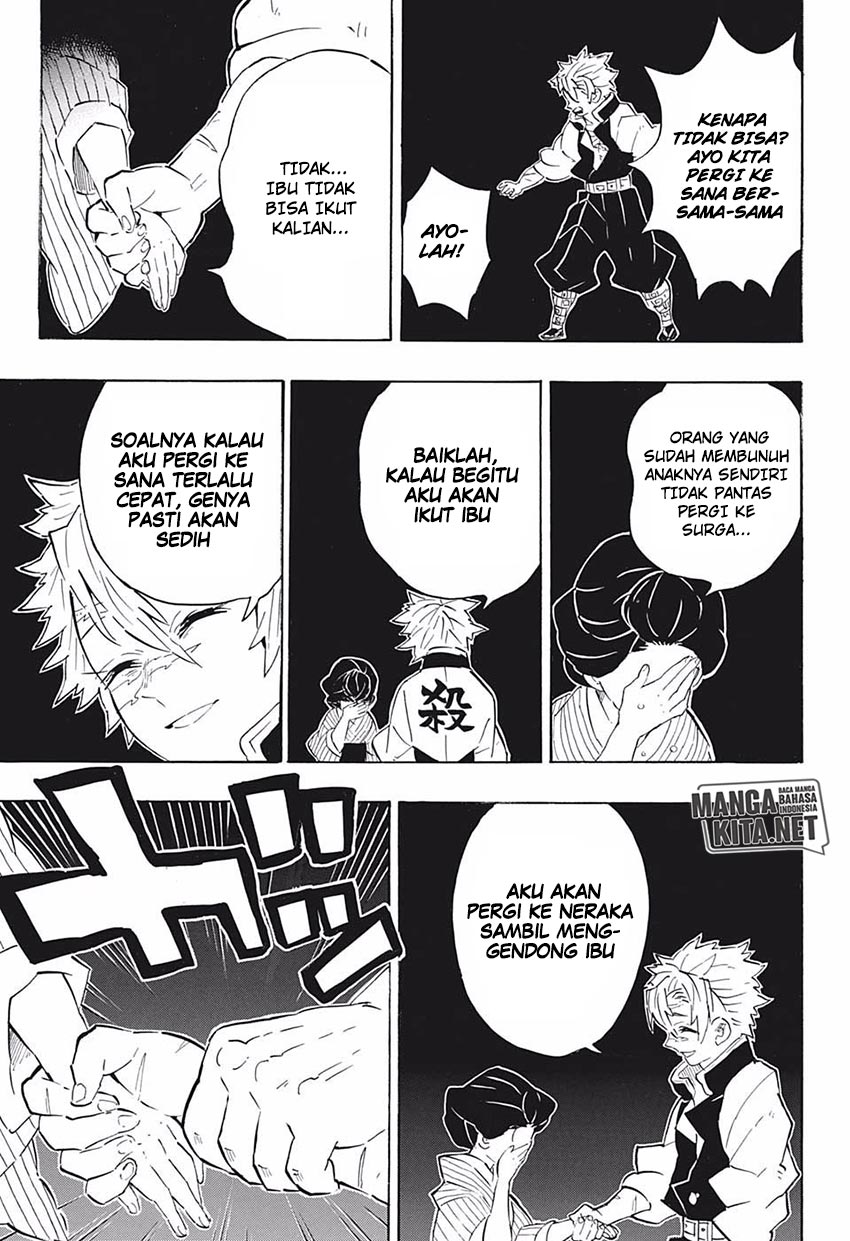 KENAPA
TIDAK BISA?
AYO KITA
PERGI KE
SANA BER-
SAMA-SAMA
AYO-
LAH!
TIDAK...
IBU TIDAK
BISA IKUT
KALIAN...
ORANG YANG
SUDAH MEMBUNUH
ANAKNYA SENDIRI
TIDAK PANTAS
PERGI KE
SURGA...
BAIKLAH,
KALAU BEGITU
AKU AKAN
IKUT IBU
殺
SOALNYA KALAU
AKU PERGI KE
SANA TERLALU
CEPAT, GENYA
PASTI AKAN
SEDIH
MANGA
KITA.NET
BACA MANGA
BAHASA
INDONESIA
AKU AKAN
PERGI KE NERAKA
SAMBIL MENG-
GENDONG IBU
ガッ